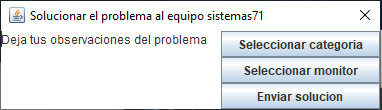 Solucionar el problema al equipo sistemas71
Deja tus observaciones del problema
Seleccionar categoria
Seleccionar monitor
Enviar solucion